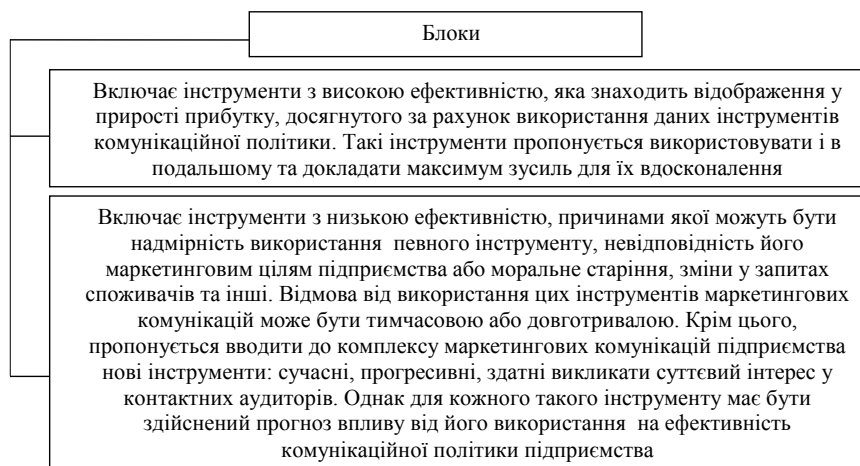 Блоки
Включає інструменти з високою ефективністю, яка знаходить відображення у
прирості прибутку, досягнутого за рахунок використання даних інструментів
комунікаційної політики. Такі інструменти пропонується використовувати і в
подальшому та докладати максимум зусиль для їх вдосконалення
Включає інструменти з низькою ефективністю, причинами якої можуть бути
надмірність використання певного інструменту, невідповідність його
маркетинговим цілям підприємства або моральне старіння, зміни у запитах
споживачів та інші. Відмова від використання цих інструментів маркетингових
комунікацій може бути тимчасовою або довготривалою. Крім цього,
пропонується вводити до комплексу маркетингових комунікацій підприємства
нові інструменти: сучасні, прогресивні, здатні викликати суттєвий інтерес у
контактних аудиторів. Однак для кожного такого інструменту має бути
здійснений прогноз впливу від його використання на ефективність
комунікаційної політики підприємства